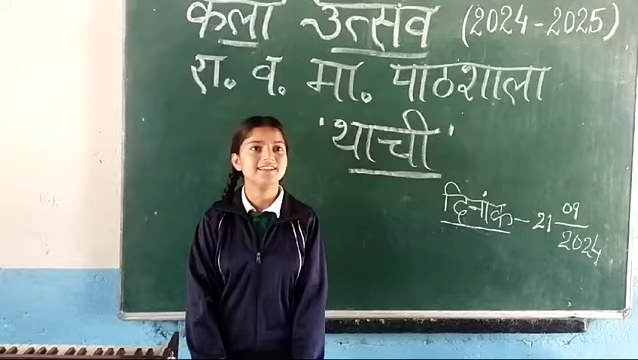 कला उत्सव (2024-2025)
रा. व. मा. पाठशाला
'थाची'
दिनांक - 21 09/2024